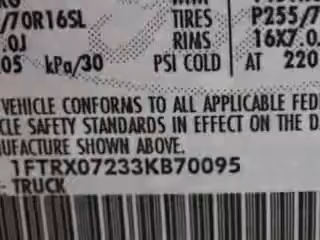 /70R16SL TIRES P255/7
.0J RIMS 16X7.0
05 kPa/30 PSI COLD AT 220
VEHICLE CONFORMS TO ALL APPLICABLE FED
CLE SAFETY STANDARDS IN EFFECT ON THE D
UFACTURE SHOWN ABOVE.
1FTRX07233KB70095
TRUCK